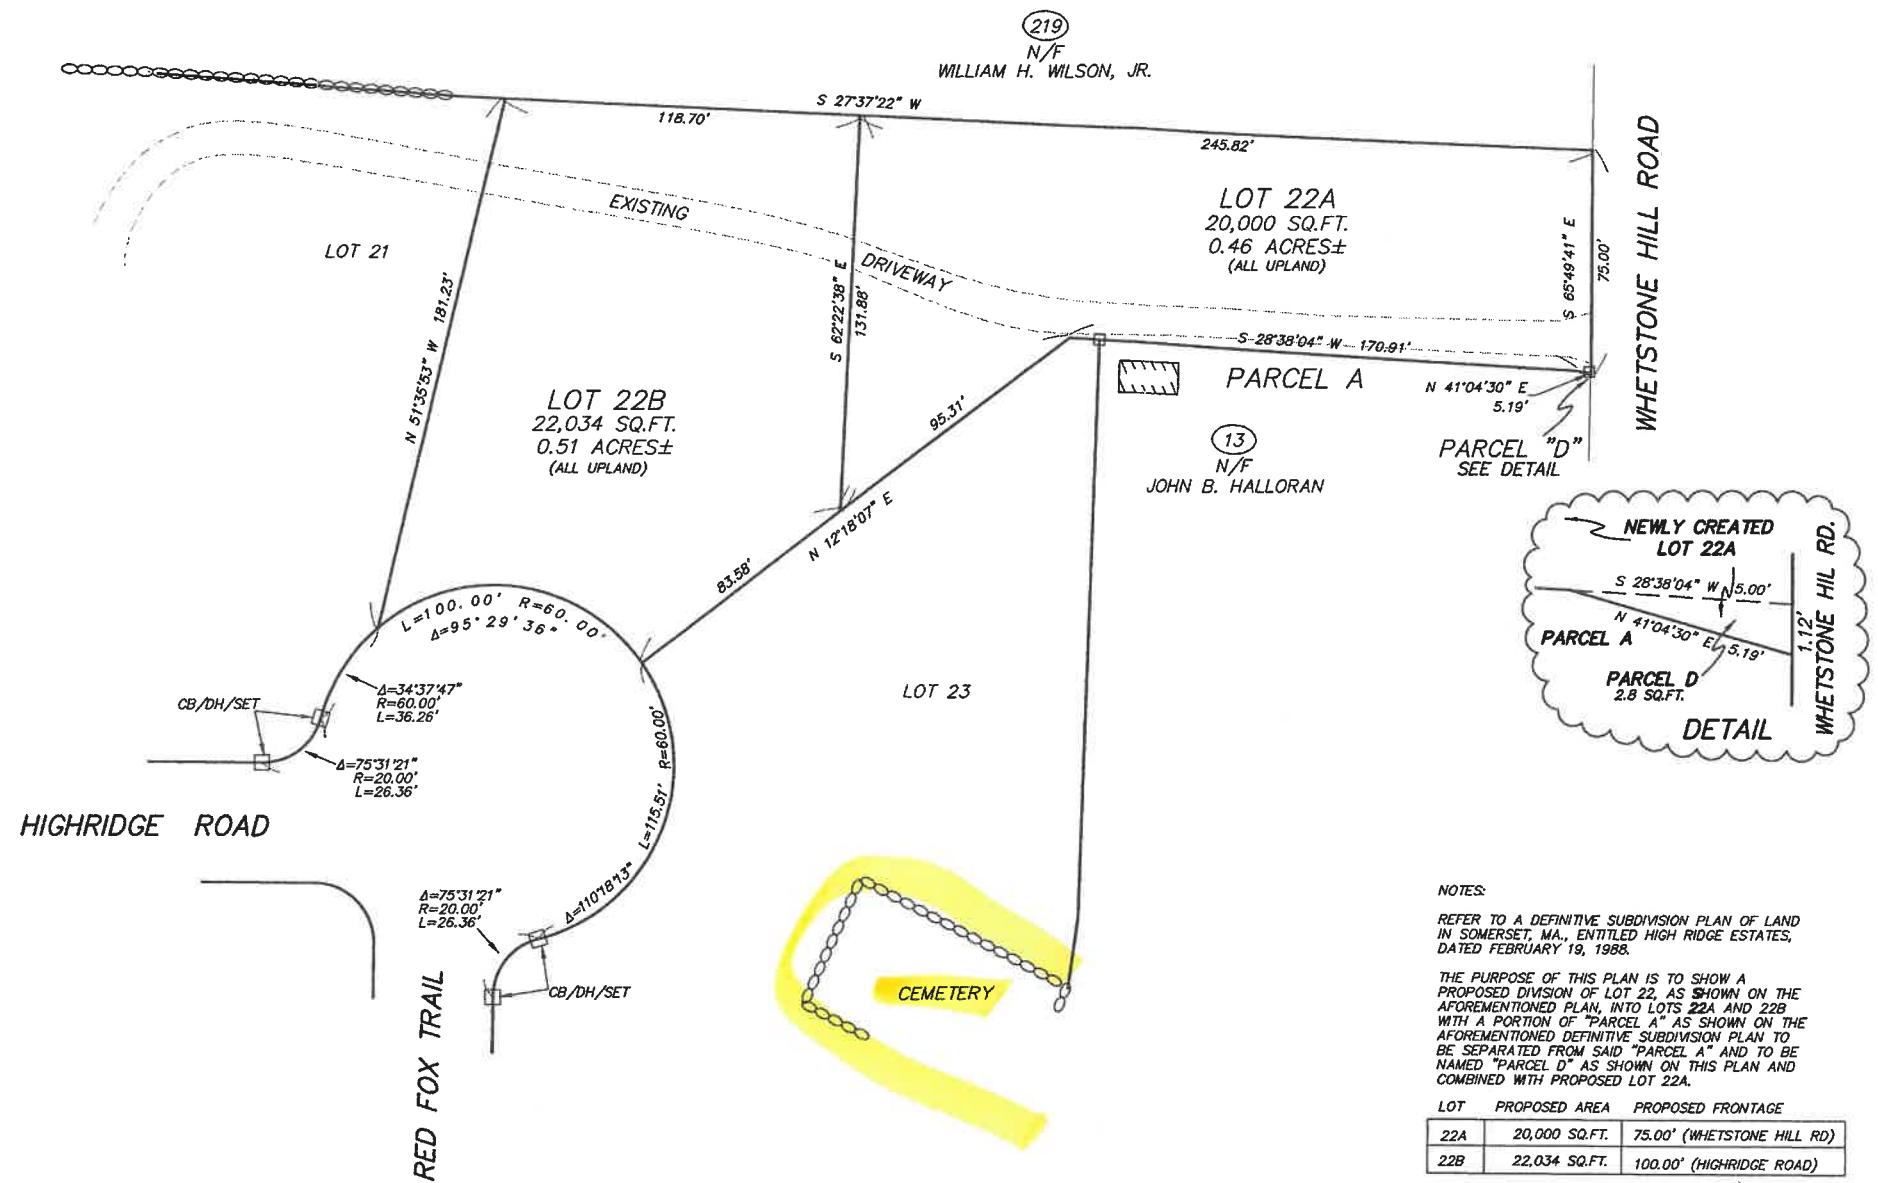 219
N/F
WILLIAM H. WILSON, JR.
S 27°37'22" W
118.70'
245.82'
WHETSTONE HILL ROAD
LOT 22A
20,000 SQ.FT.
0.46 ACRES±
(ALL UPLAND)
S 65°49'41" E
75.00'
EXISTING
DRIVEWAY
LOT 21
N 51°35'53" W 181.23'
S 62°22'38" E
131.88'
S 28°38'04" W 170.91'
PARCEL A
N 41°04'30" E
5.19'
LOT 22B
22,034 SQ.FT.
0.51 ACRES±
(ALL UPLAND)
95.31'
13
N/F
JOHN B. HALLORAN
PARCEL "D"
SEE DETAIL
N 12°18'07" E
83.58'
NEWLY CREATED
LOT 22A
S 28°38'04" W 5.00'
N 41°04'30" E 5.19'
PARCEL A
PARCEL D
2.8 SQ.FT.
1.12'
WHETSTONE HIL RD.
DETAIL
L=100.00' R=60.00'
Δ=95°29'36"
Δ=34°37'47"
R=60.00'
L=36.26'
CB/DH/SET
Δ=75°31'21"
R=20.00'
L=26.36'
LOT 23
Δ=110°18'13" L=115.51' R=60.00'
HIGHRIDGE ROAD
Δ=75°31'21"
R=20.00'
L=26.36'
CB/DH/SET
RED FOX TRAIL
CEMETERY
NOTES:
REFER TO A DEFINITIVE SUBDIVISION PLAN OF LAND
IN SOMERSET, MA., ENTITLED HIGH RIDGE ESTATES,
DATED FEBRUARY 19, 1988.
THE PURPOSE OF THIS PLAN IS TO SHOW A
PROPOSED DIVISION OF LOT 22, AS SHOWN ON THE
AFOREMENTIONED PLAN, INTO LOTS 22A AND 22B
WITH A PORTION OF "PARCEL A" AS SHOWN ON THE
AFOREMENTIONED DEFINITIVE SUBDIVISION PLAN TO
BE SEPARATED FROM SAID "PARCEL A" AND TO BE
NAMED "PARCEL D" AS SHOWN ON THIS PLAN AND
COMBINED WITH PROPOSED LOT 22A.
LOT PROPOSED AREA PROPOSED FRONTAGE
22A 20,000 SQ.FT. 75.00' (WHETSTONE HILL RD)
22B 22,034 SQ.FT. 100.00' (HIGHRIDGE ROAD)